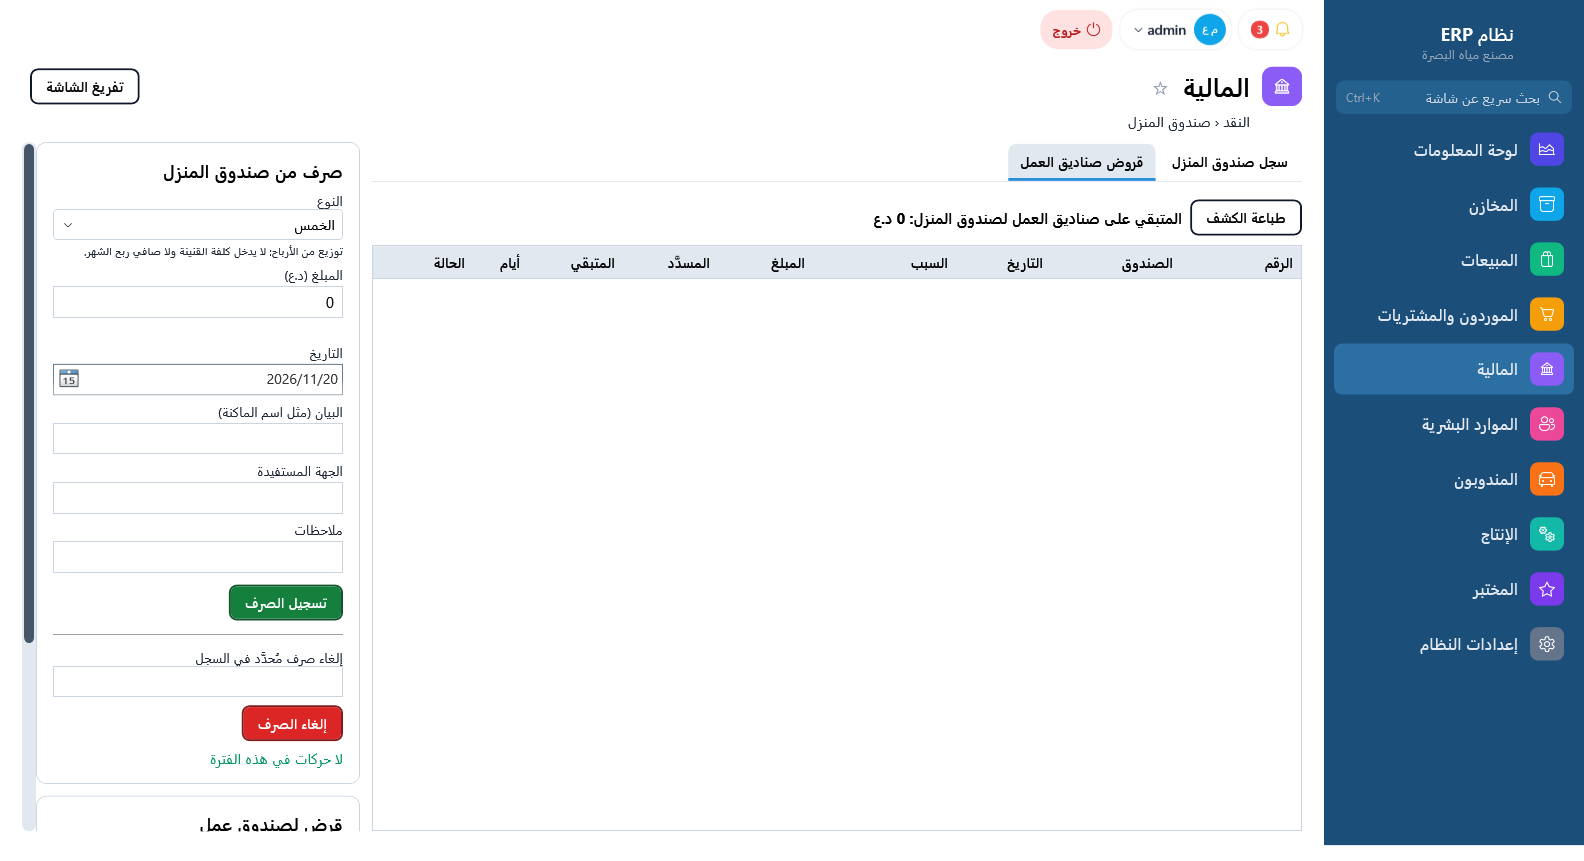 نظام ERP
مصنع مياه البصرة
بحث سريع عن شاشة
Ctrl+K
لوحة المعلومات
المخازن
المبيعات
الموردون والمشتريات
المالية
الموارد البشرية
المندوبون
الإنتاج
المختبر
إعدادات النظام
3
م ع
admin
خروج
المالية
النقد › صندوق المنزل
تفريغ الشاشة
سجل صندوق المنزل
قروض صناديق العمل
طباعة الكشف
المتبقي على صناديق العمل لصندوق المنزل: 0 د.ع
الرقم الصندوق التاريخ السبب المبلغ المسدَّد المتبقي أيام الحالة
صرف من صندوق المنزل
النوع
الخمس
توزيع من الأرباح: لا يدخل كلفة القنينة ولا صافي ربح الشهر.
المبلغ (د.ع)
0
التاريخ
2026/11/20
15
البيان (مثل اسم الماكنة)
الجهة المستفيدة
ملاحظات
تسجيل الصرف
إلغاء صرف مُحدَّد في السجل
إلغاء الصرف
لا حركات في هذه الفترة
قرض لصندوق عمل